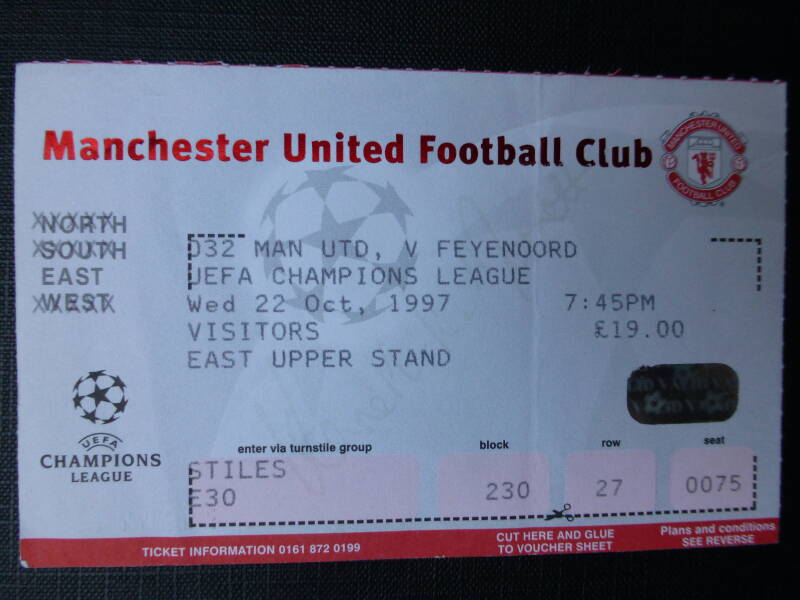 Manchester United Football Club
MANCHESTER UNITED
FOOTBALL CLUB
NORTH
SOUTH
EAST
WEST
032 MAN UTD, V FEYENOORD
UEFA CHAMPIONS LEAGUE
Wed 22 Oct, 1997 7:45PM
VISITORS £19.00
EAST UPPER STAND
UEFA
CHAMPIONS
LEAGUE
enter via turnstile group block row seat
STILES
E30 230 27 0075
TICKET INFORMATION 0161 872 0199
CUT HERE AND GLUE
TO VOUCHER SHEET
Plans and conditions
SEE REVERSE